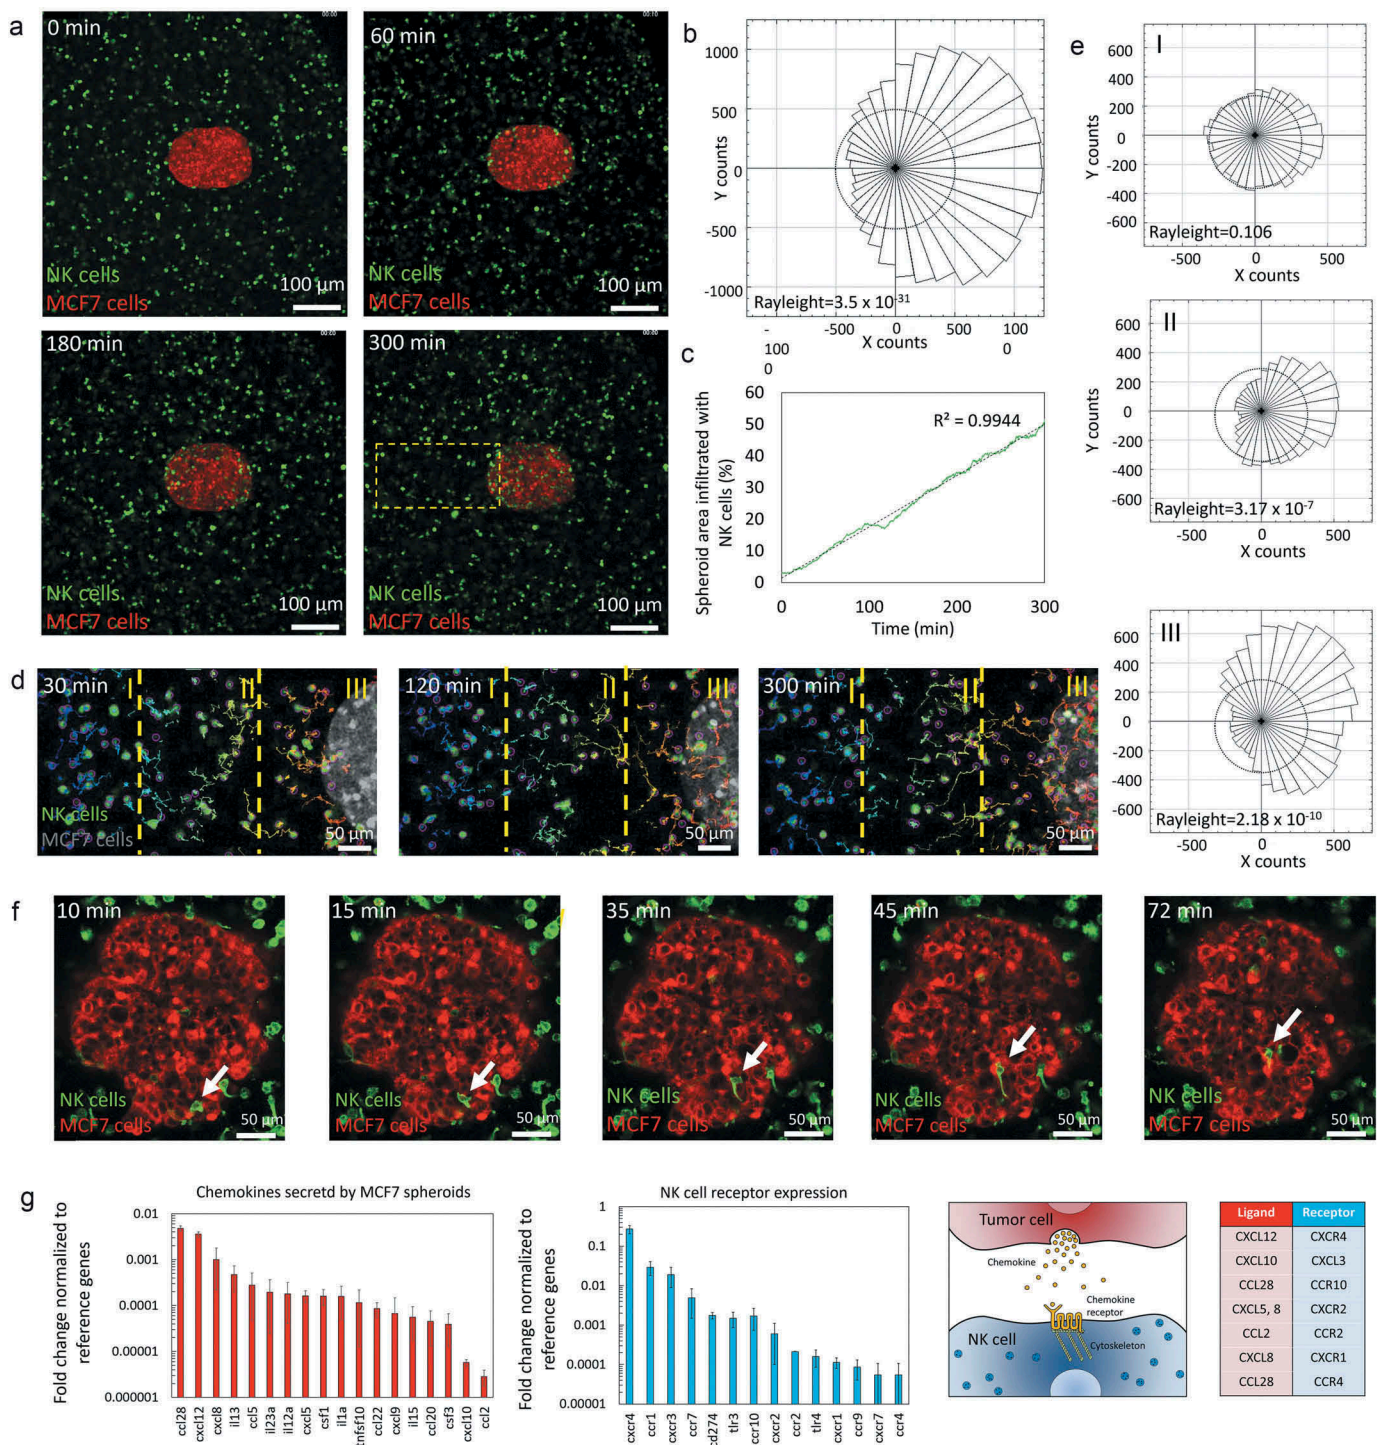 a
0 min
NK cells
MCF7 cells
100 µm
60 min
NK cells
MCF7 cells
100 µm
180 min
NK cells
MCF7 cells
100 µm
300 min
NK cells
MCF7 cells
100 µm
b
Y counts
1000
500
0
-500
-1000
Rayleight=3.5 x 10-31
-100 -500 0 500 1000
X counts
c
Spheroid area infiltrated with
NK cells (%)
60
50
40
30
20
10
0
R² = 0.9944
0 100 200 300
Time (min)
d
30 min I II III
NK cells
MCF7 cells
50 µm
120 min I II III
50 µm
300 min I II III
50 µm
e
I
Y counts
600
400
200
0
-200
-400
-600
Rayleight=0.106
-500 0 500
X counts
II
Y counts
600
400
200
0
-200
-400
-600
Rayleight=3.17 x 10-7
-500 0 500
X counts
III
Y counts
600
400
200
0
-200
-400
-600
Rayleight=2.18 x 10-10
-500 0 500
X counts
f
10 min
NK cells
MCF7 cells
50 µm
15 min
NK cells
MCF7 cells
50 µm
35 min
NK cells
MCF7 cells
50 µm
45 min
NK cells
MCF7 cells
50 µm
72 min
NK cells
MCF7 cells
50 µm
g
Chemokines secretd by MCF7 spheroids
Fold change normalized to
reference genes
0.01
0.001
0.0001
0.00001
0.000001
ccl28 cxcl12 cxcl8 il13 ccl5 il23a il12a cxcl5 csf1 il1a tnfsf10 ccl22 cxcl9 il15 ccl20 csf3 cxcl10 ccl2
NK cell receptor expression
Fold change normalized to
reference genes
1
0.1
0.01
0.001
0.0001
0.00001
cxcr4 ccr1 cxcr3 ccr7 cd274 tlr3 ccr10 cxcr2 ccr2 tlr4 cxcr1 ccr9 cxcr7 ccr4
Tumor cell
Chemokine
Chemokine
receptor
NK cell
Cytoskeleton
Ligand Receptor
CXCL12 CXCR4
CXCL10 CXCL3
CCL28 CCR10
CXCL5, 8 CXCR2
CCL2 CCR2
CXCL8 CXCR1
CCL28 CCR4